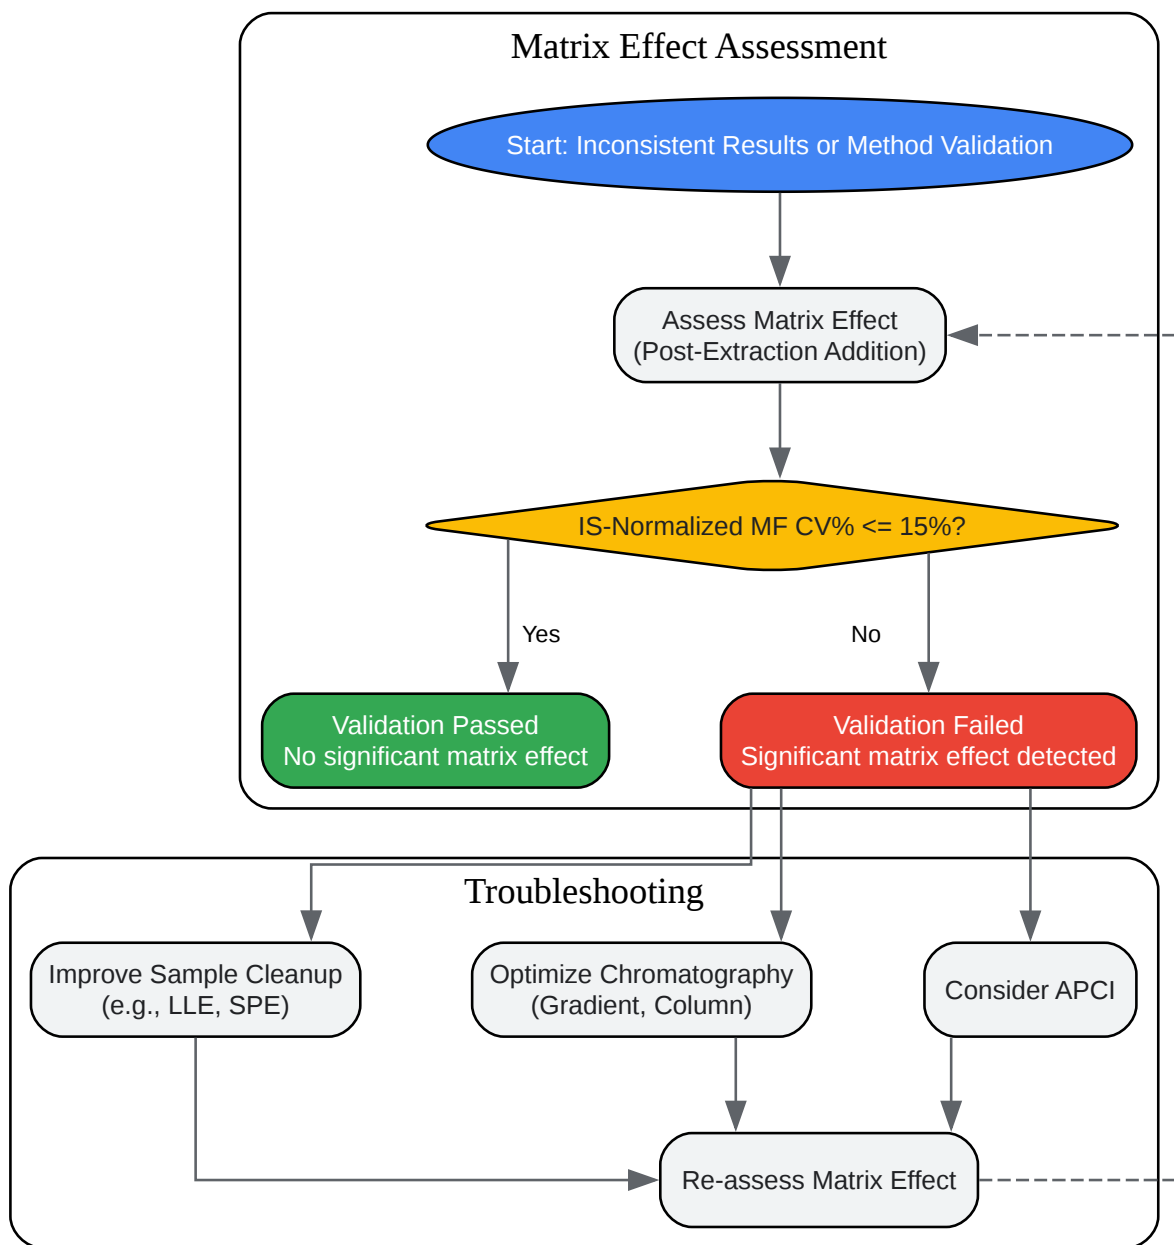 Matrix Effect Assessment
Start: Inconsistent Results or Method Validation
Assess Matrix Effect
(Post-Extraction Addition)
IS-Normalized MF CV% <= 15%?
Yes
No
Validation Passed
No significant matrix effect
Validation Failed
Significant matrix effect detected
Troubleshooting
Improve Sample Cleanup
(e.g., LLE, SPE)
Optimize Chromatography
(Gradient, Column)
Consider APCI
Re-assess Matrix Effect